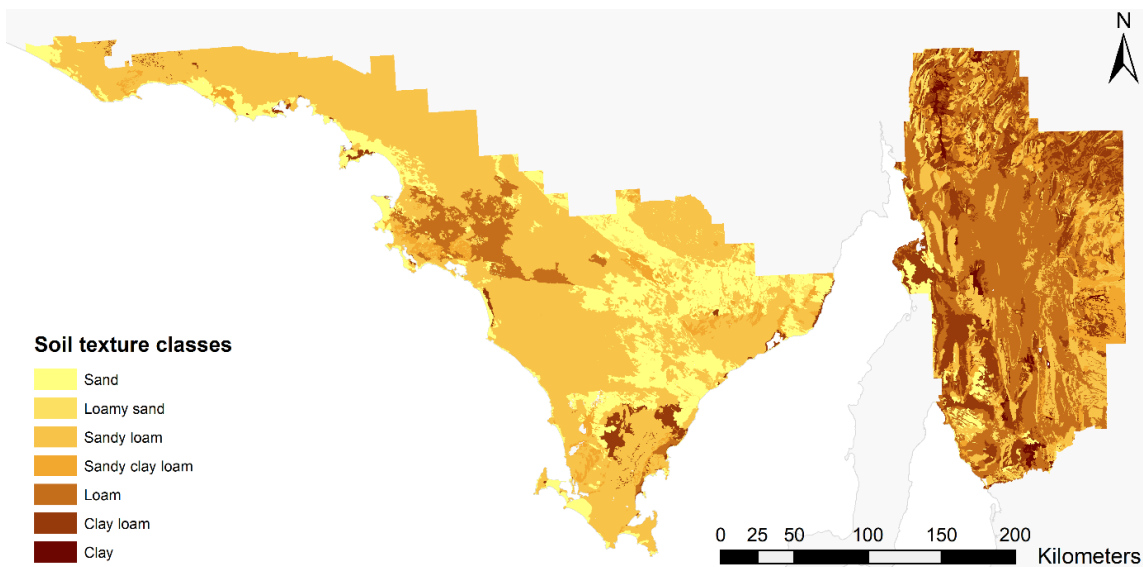 N
Soil texture classes
Sand
Loamy sand
Sandy loam
Sandy clay loam
Loam
Clay loam
Clay
0 25 50 100 150 200
Kilometers